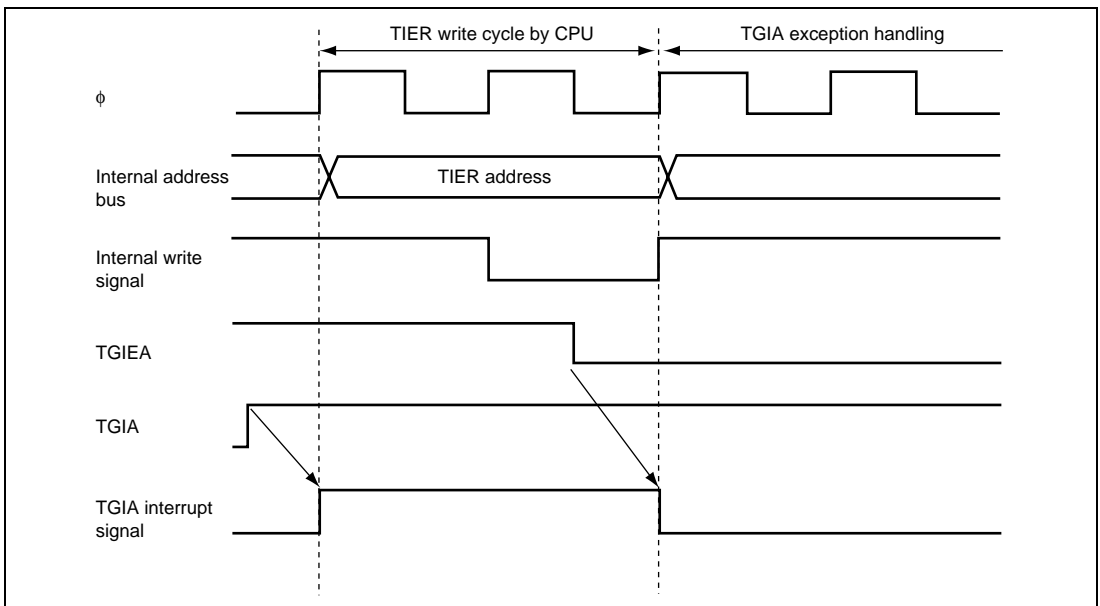 TIER write cycle by CPU
TGIA exception handling
ϕ
Internal address
bus
TIER address
Internal write
signal
TGIEA
TGIA
TGIA interrupt
signal